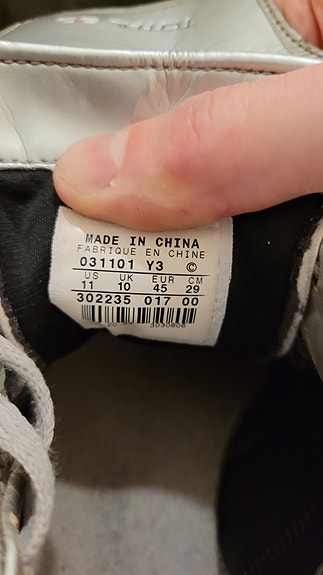 MADE IN CHINA
FABRIQUE EN CHINE
031101 Y3 ©
US UK EUR CM
11 10 45 29
302235 017 00
3030806